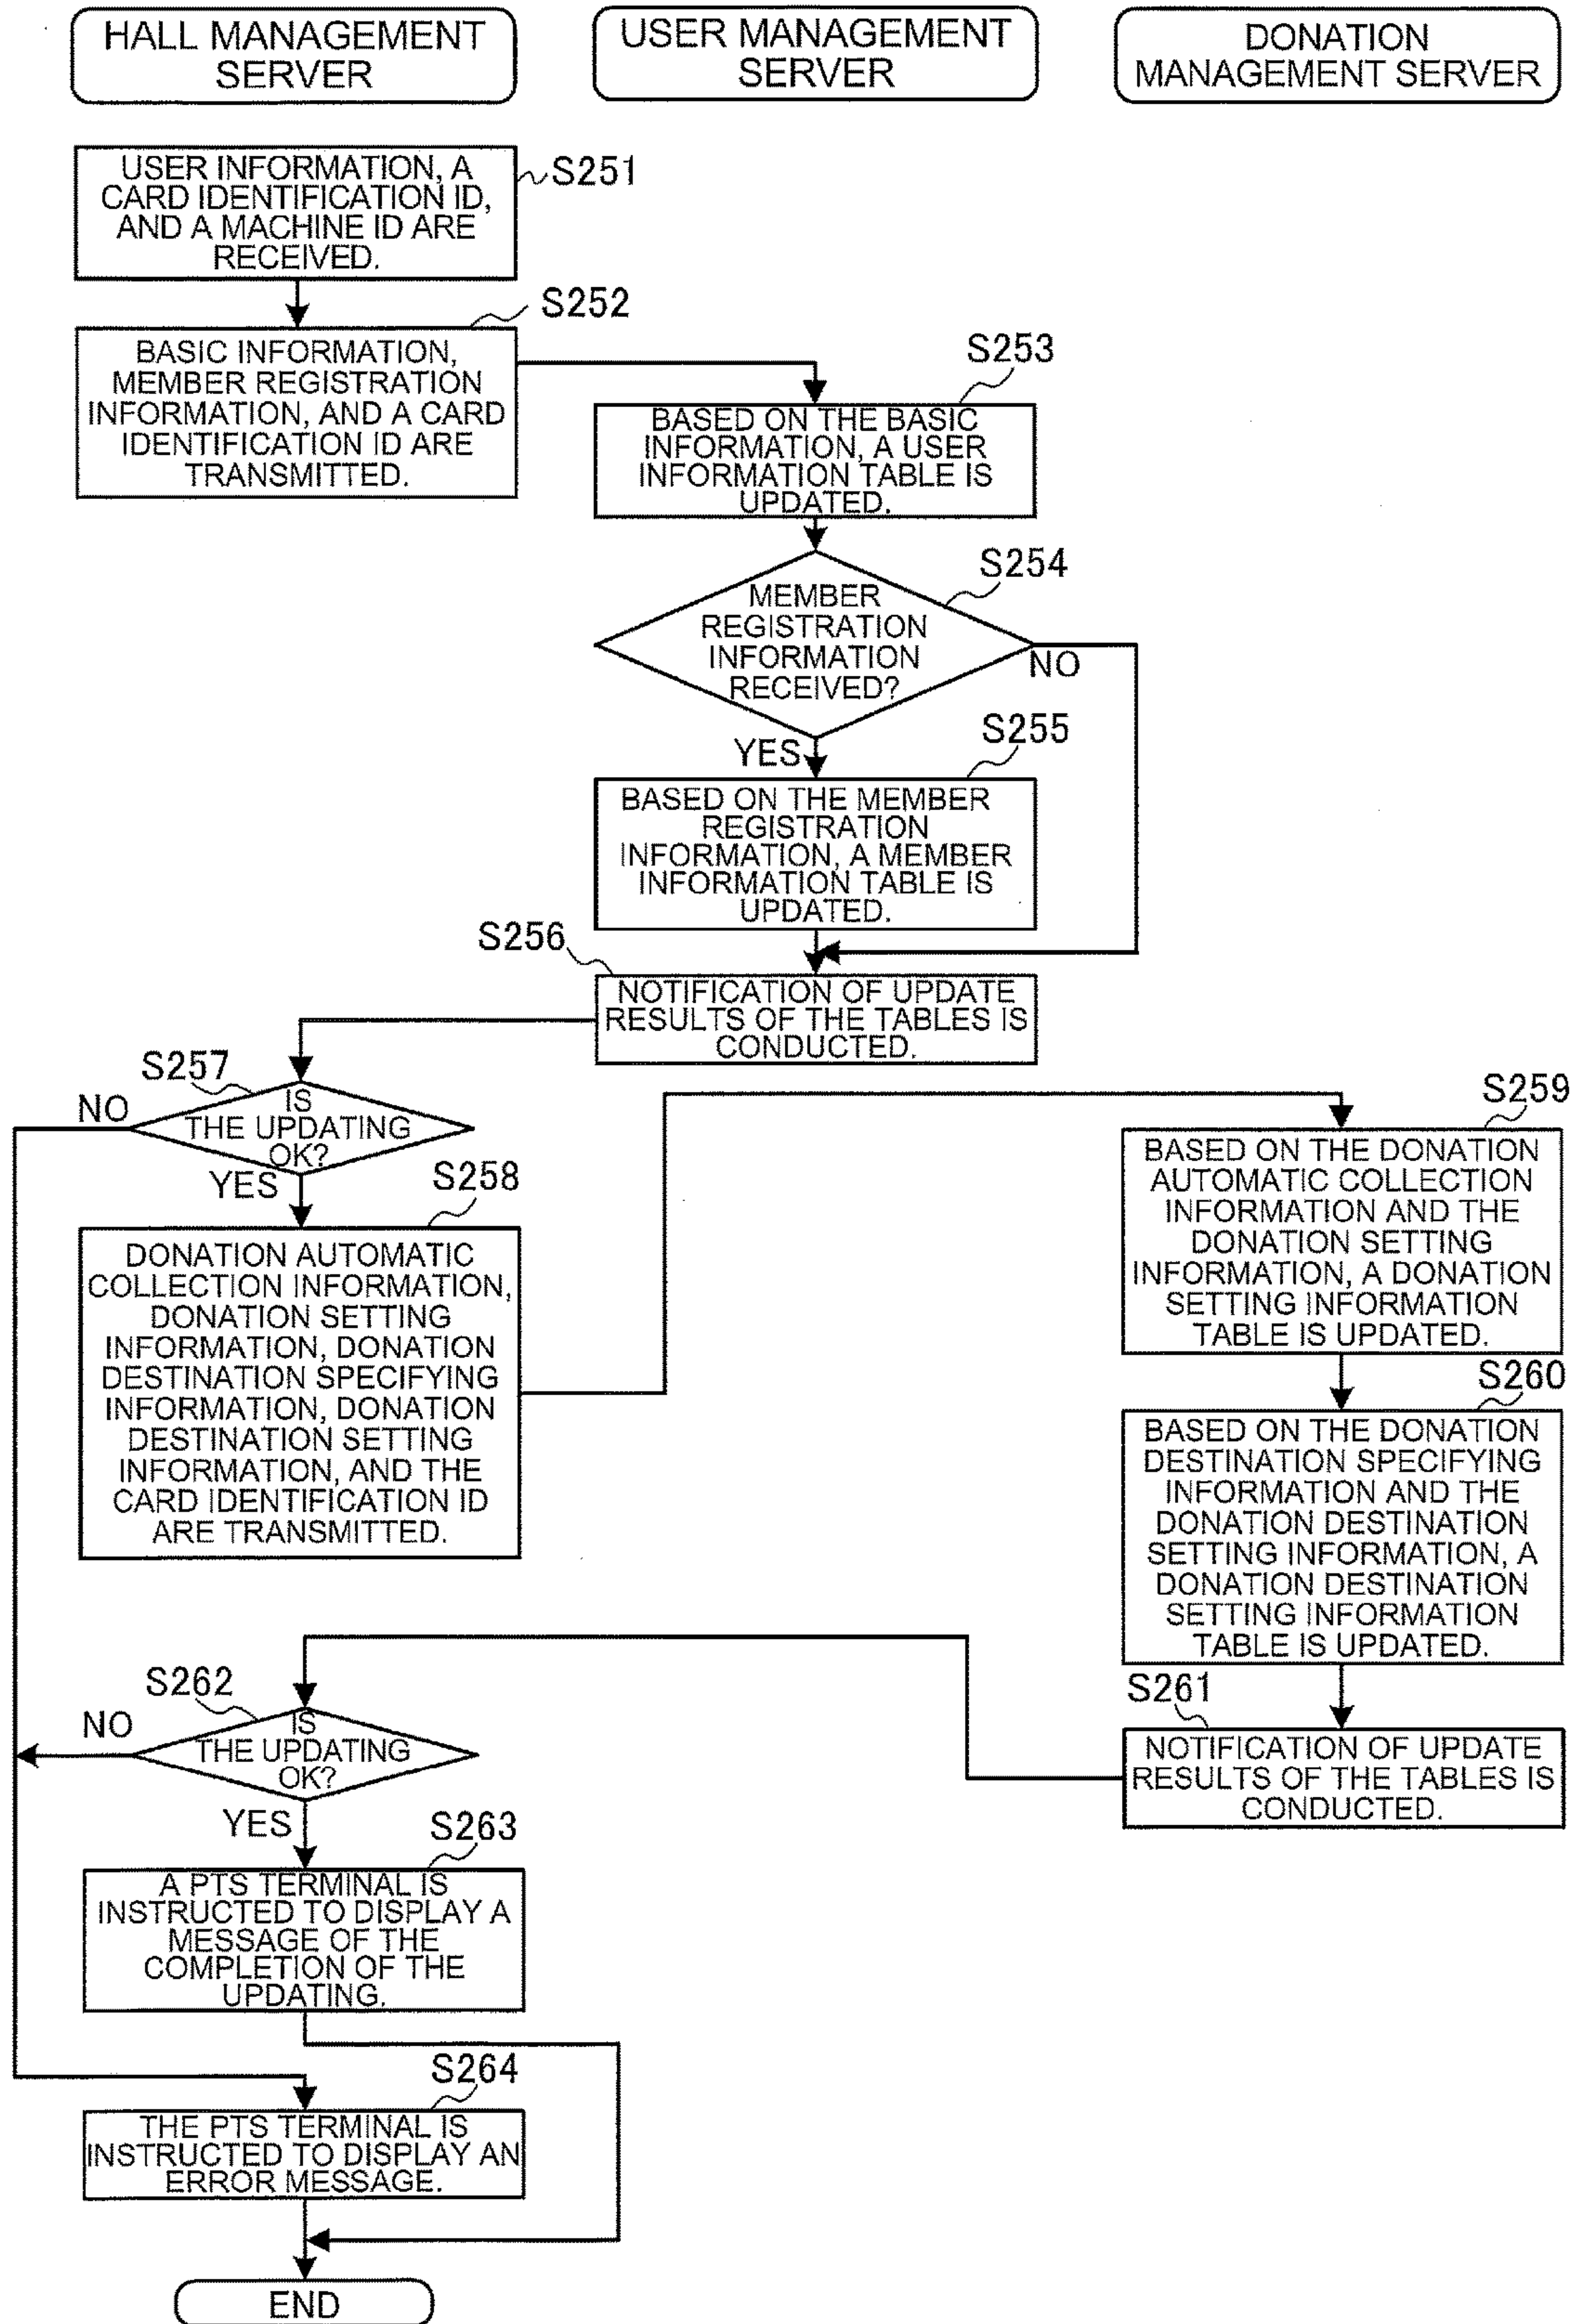 HALL MANAGEMENT
SERVER
USER MANAGEMENT
SERVER
DONATION
MANAGEMENT SERVER
USER INFORMATION, A
CARD IDENTIFICATION ID,
AND A MACHINE ID ARE
RECEIVED.
S251
S252
BASIC INFORMATION,
MEMBER REGISTRATION
INFORMATION, AND A CARD
IDENTIFICATION ID ARE
TRANSMITTED.
S253
BASED ON THE BASIC
INFORMATION, A USER
INFORMATION TABLE IS
UPDATED.
S254
MEMBER
REGISTRATION
INFORMATION
RECEIVED?
NO
YES
S255
BASED ON THE MEMBER
REGISTRATION
INFORMATION, A MEMBER
INFORMATION TABLE IS
UPDATED.
S256
NOTIFICATION OF UPDATE
RESULTS OF THE TABLES IS
CONDUCTED.
S257
NO
IS
THE UPDATING
OK?
YES
S258
DONATION AUTOMATIC
COLLECTION INFORMATION,
DONATION SETTING
INFORMATION, DONATION
DESTINATION SPECIFYING
INFORMATION, DONATION
DESTINATION SETTING
INFORMATION, AND THE
CARD IDENTIFICATION ID
ARE TRANSMITTED.
S259
BASED ON THE DONATION
AUTOMATIC COLLECTION
INFORMATION AND THE
DONATION SETTING
INFORMATION, A DONATION
SETTING INFORMATION
TABLE IS UPDATED.
S260
BASED ON THE DONATION
DESTINATION SPECIFYING
INFORMATION AND THE
DONATION DESTINATION
SETTING INFORMATION, A
DONATION DESTINATION
SETTING INFORMATION
TABLE IS UPDATED.
S261
NOTIFICATION OF UPDATE
RESULTS OF THE TABLES IS
CONDUCTED.
S262
NO
IS
THE UPDATING
OK?
YES
S263
A PTS TERMINAL IS
INSTRUCTED TO DISPLAY A
MESSAGE OF THE
COMPLETION OF THE
UPDATING.
S264
THE PTS TERMINAL IS
INSTRUCTED TO DISPLAY AN
ERROR MESSAGE.
END